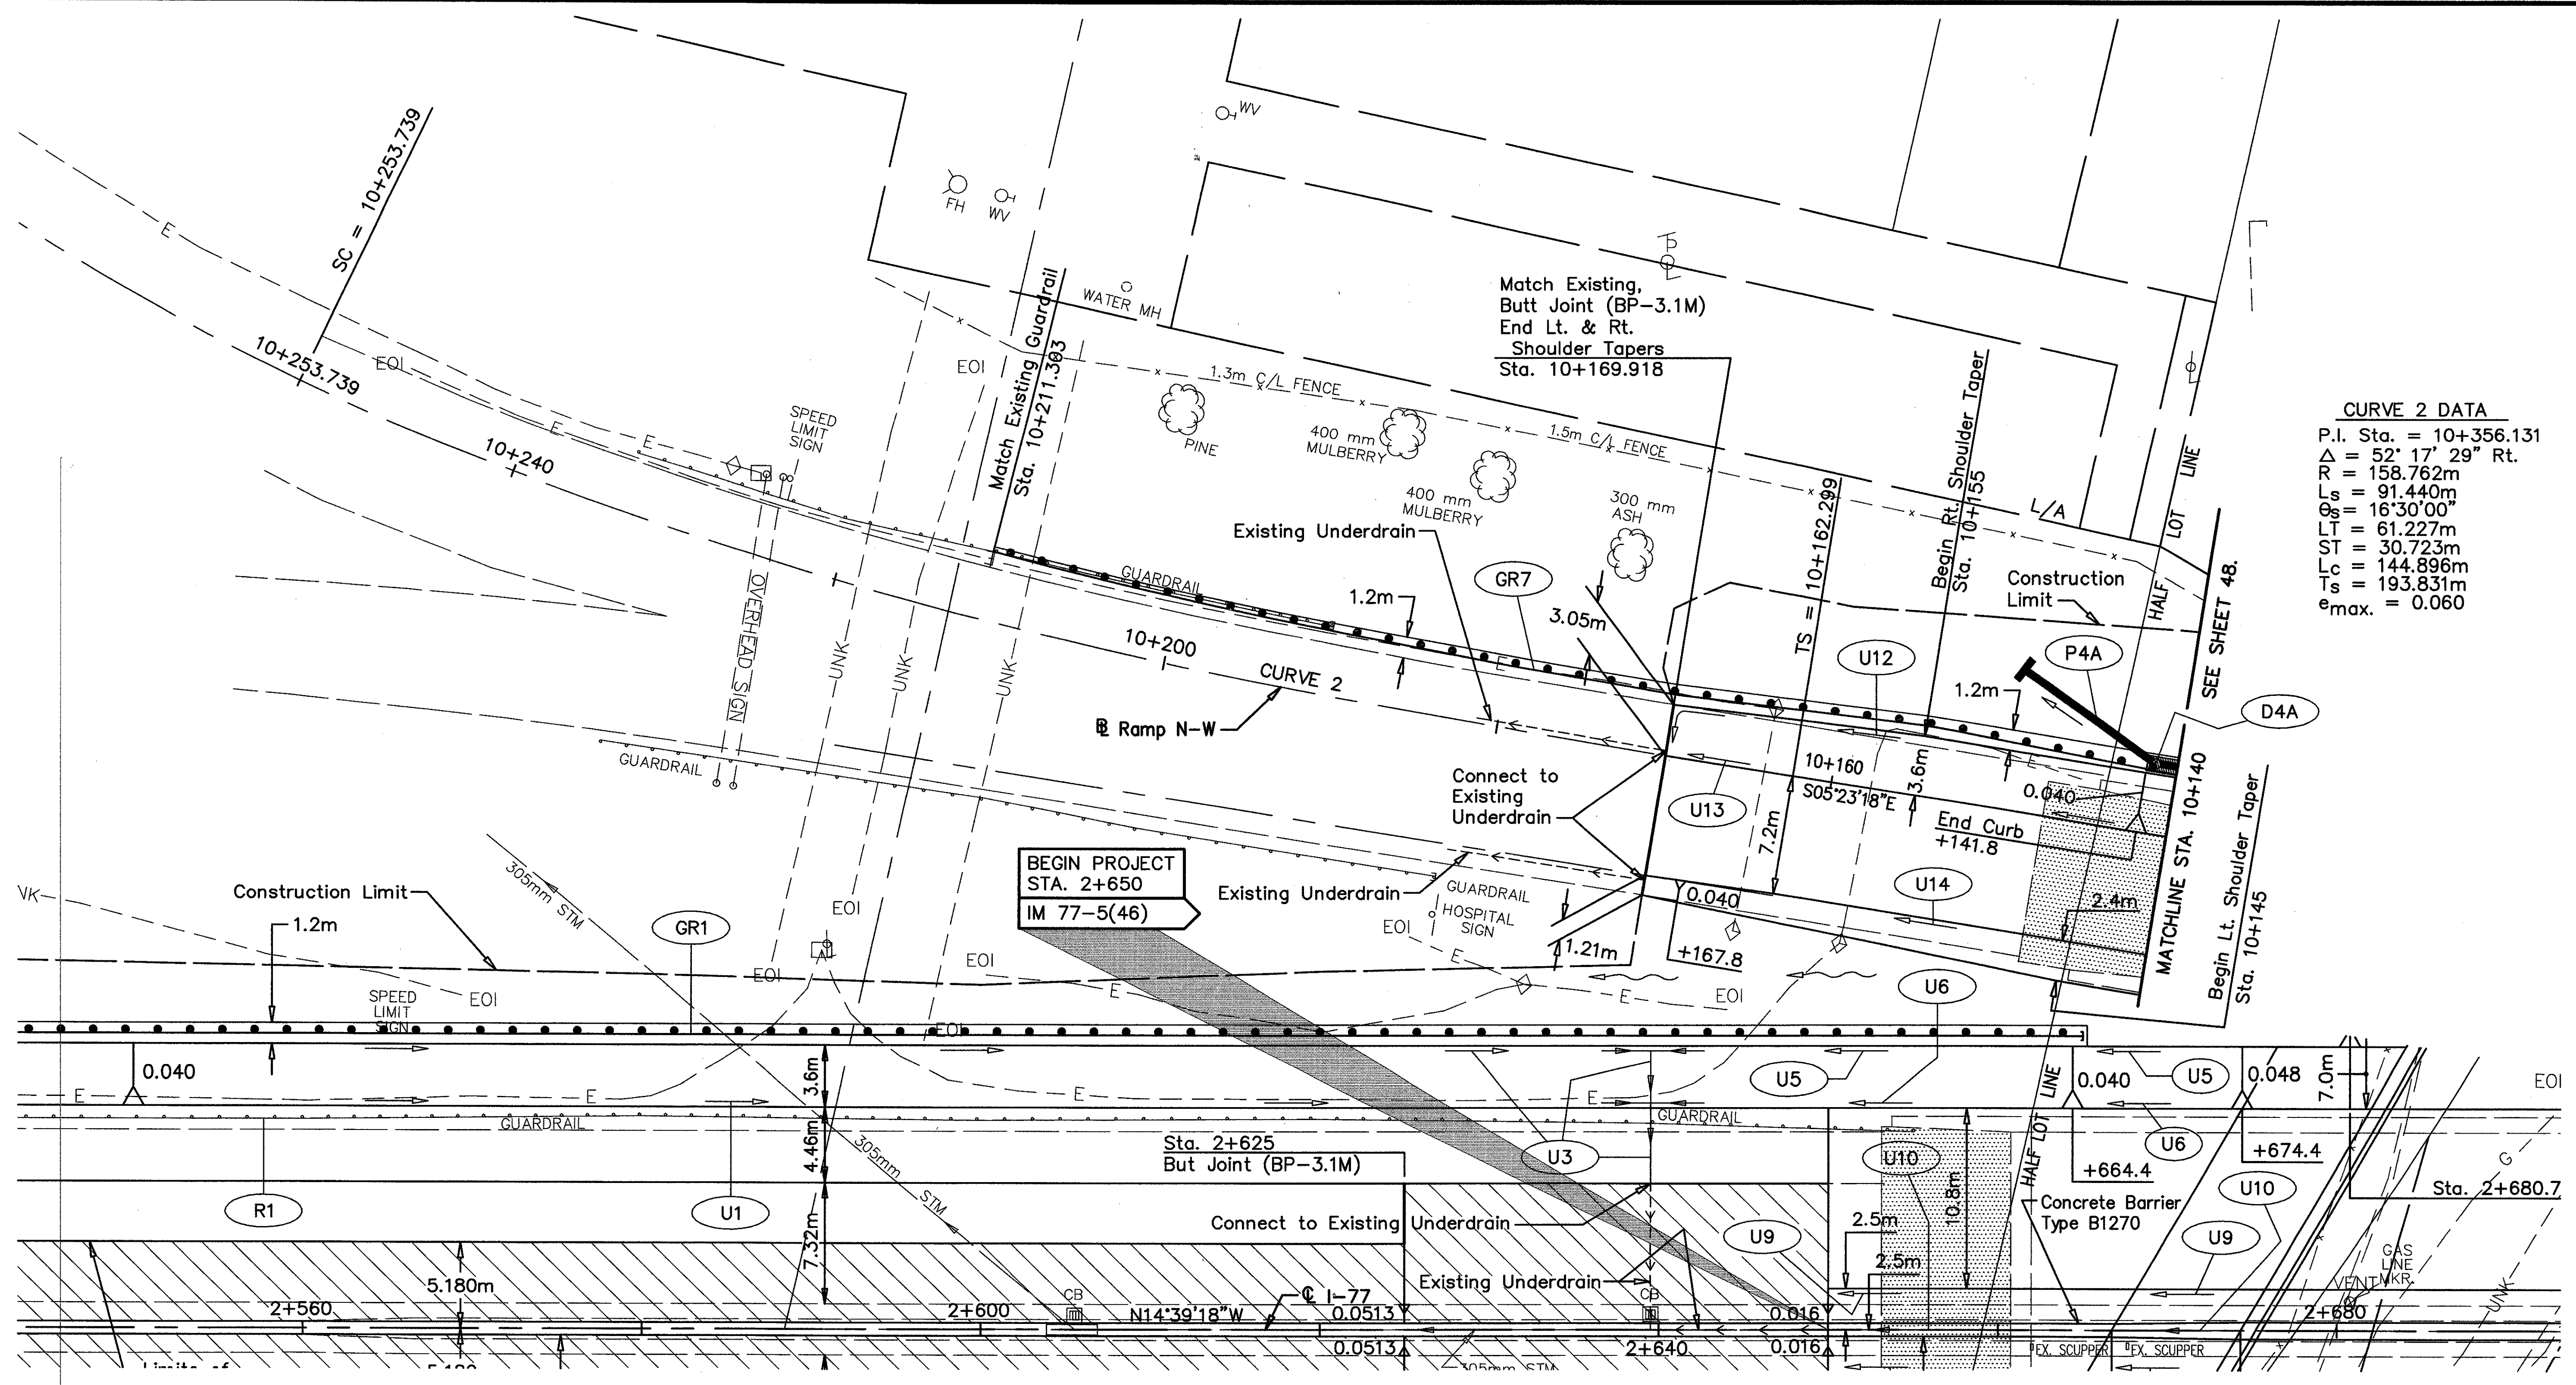 SC = 10+253.739
E
10+253.739
EOI
E
E
10+240
SPEED
LIMIT
SIGN
OVERHEAD SIGN
FH
WV
WV
WATER MH
Match Existing Guardrail
Sta. 10+211.303
EOI
1.3m C/L FENCE
PINE
400 mm
MULBERRY
400 mm
MULBERRY
1.5m C/L FENCE
300 mm
ASH
Match Existing,
Butt Joint (BP-3.1M)
End Lt. & Rt.
Shoulder Tapers
Sta. 10+169.918
TP
Existing Underdrain
GR7
GUARDRAIL
1.2m
3.05m
E
TS = 10+162.299
Begin Rt. Shoulder Taper
Sta. 10+155
L/A
HALF LOT LINE
SEE SHEET 48.
Construction
Limit
CURVE 2 DATA
P.I. Sta. = 10+356.131
Δ = 52° 17' 29" Rt.
R = 158.762m
Ls = 91.440m
Θs= 16°30'00"
LT = 61.227m
ST = 30.723m
Lc = 144.896m
Ts = 193.831m
emax. = 0.060
UNK
UNK
UNK
10+200
CURVE 2
℄ Ramp N-W
U12
P4A
1.2m
D4A
E
GUARDRAIL
Connect to
Existing
Underdrain
U13
10+160
S05°23'18"E
3.6m
7.2m
0.040
End Curb
+141.8
MATCHLINE STA. 10+140
Begin Lt. Shoulder Taper
Sta. 10+145
BEGIN PROJECT
STA. 2+650
IM 77-5(46)
Existing Underdrain
GUARDRAIL
HOSPITAL
SIGN
EOI
0.040
U14
2.4m
1.21m
+167.8
305mm STM
Construction Limit
1.2m
GR1
EOI
EOI
EOI
EOI
SPEED
LIMIT
SIGN
E
E
E
EOI
U6
EOI
0.040
E
E
E
E
3.6m
U5
0.040
U5
0.048
7.0m
EOI
GUARDRAIL
GUARDRAIL
4.46m
305mm STM
Sta. 2+625
But Joint (BP-3.1M)
U3
U10
HALF LOT LINE
U6
+664.4
+674.4
G
R1
U1
7.32m
Connect to Existing Underdrain
U9
2.5m
10.8m
Concrete Barrier
Type B1270
U10
Sta. 2+680.7
U9
5.180m
Existing Underdrain
2.5m
GAS
LINE
MKR.
VENT
UNK
2+560
2+600
CB
N14°39'18"W
℄ I-77
0.0513
CB
0.016
2+680
0.0513
2+640
0.016
EX. SCUPPER
EX. SCUPPER
Limits of
305mm STM